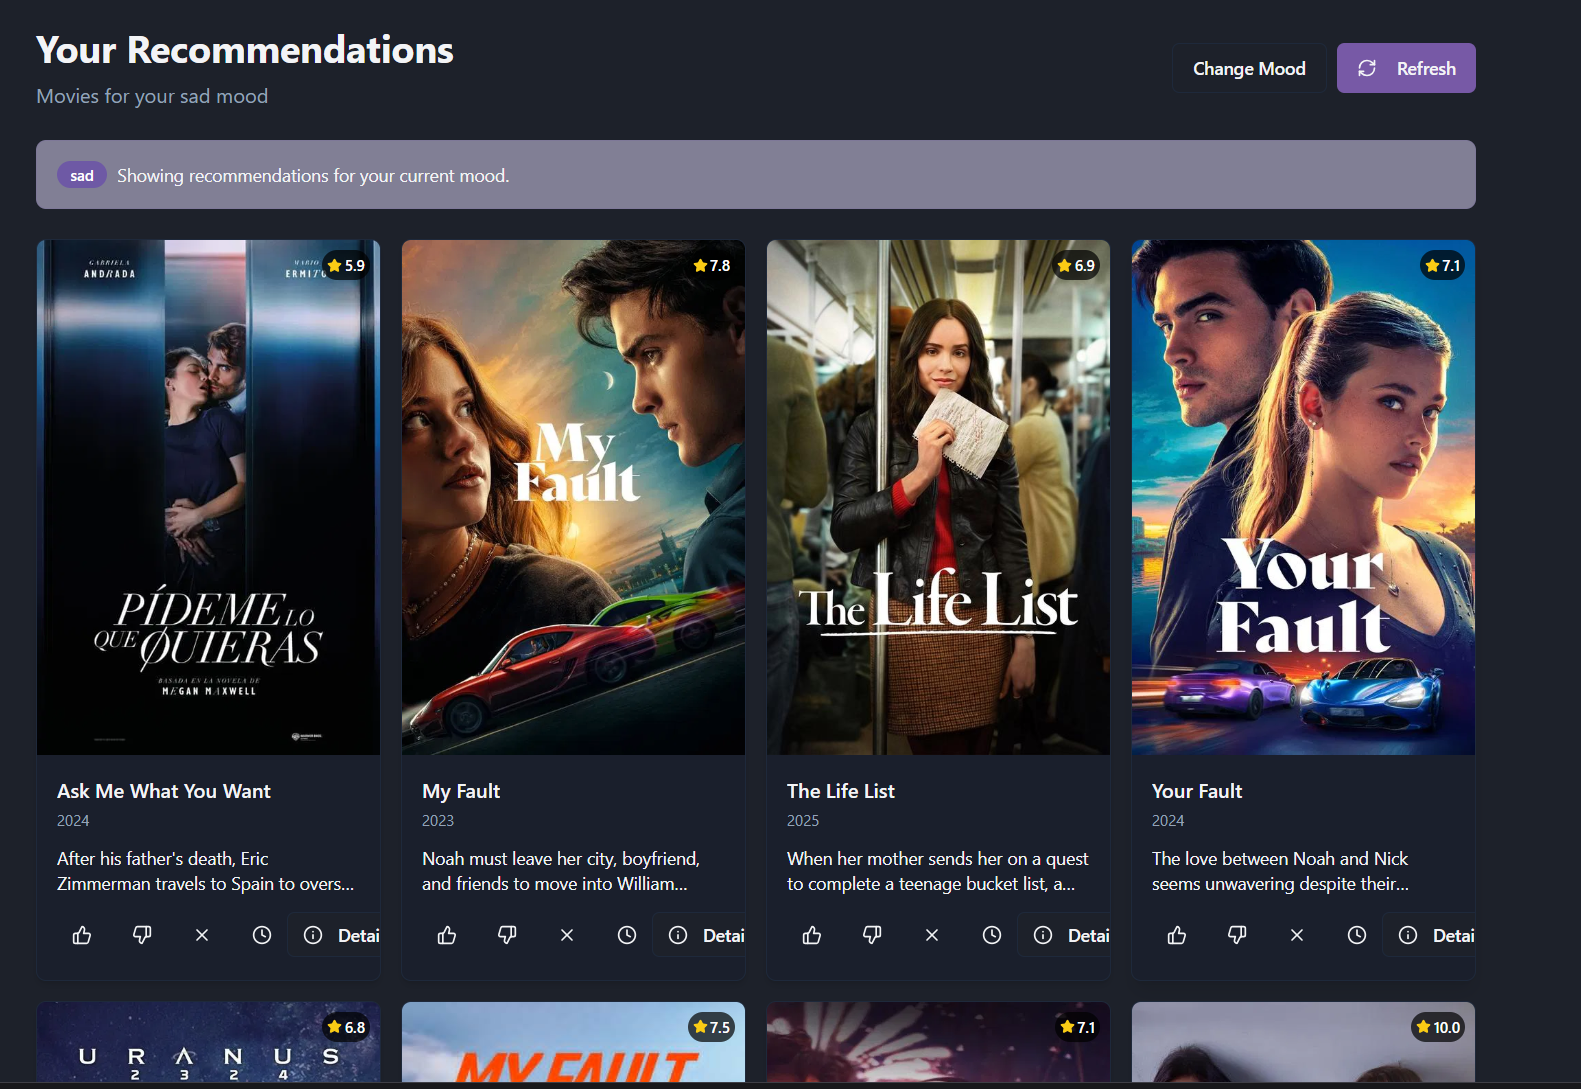 Your Recommendations
Movies for your sad mood
Change Mood
Refresh
sad
Showing recommendations for your current mood.
GABRIELA
ANDRADA
MARIO
5.9
7.8
6.9
7.1
My
Fault
PÍDEME LO
QUE QUIERAS
BASADA EN LA NOVELA DE
MEGAN MAXWELL
The Life List
Your
Fault
Ask Me What You Want
2024
After his father's death, Eric
Zimmerman travels to Spain to overs...
Detai
My Fault
2023
Noah must leave her city, boyfriend,
and friends to move into William...
Detai
The Life List
2025
When her mother sends her on a quest
to complete a teenage bucket list, a...
Detai
Your Fault
2024
The love between Noah and Nick
seems unwavering despite their...
Detai
6.8
URANUS
2324
7.5
MY FAULT
7.1
10.0